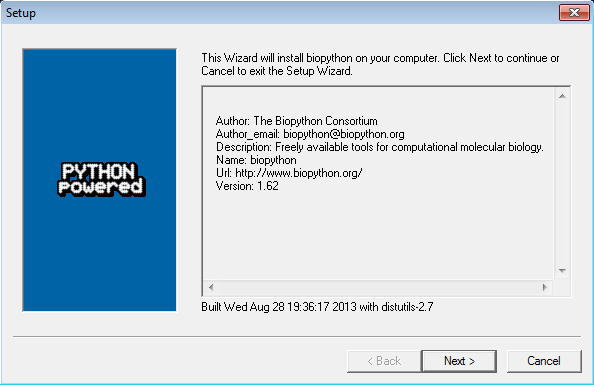 Setup
This Wizard will install biopython on your computer. Click Next to continue or
Cancel to exit the Setup Wizard.
PYTHON
powered
Author: The Biopython Consortium
Author_email: biopython@biopython.org
Description: Freely available tools for computational molecular biology.
Name: biopython
Url: http://www.biopython.org/
Version: 1.62
Built Wed Aug 28 19:36:17 2013 with distutils-2.7
< Back
Next >
Cancel